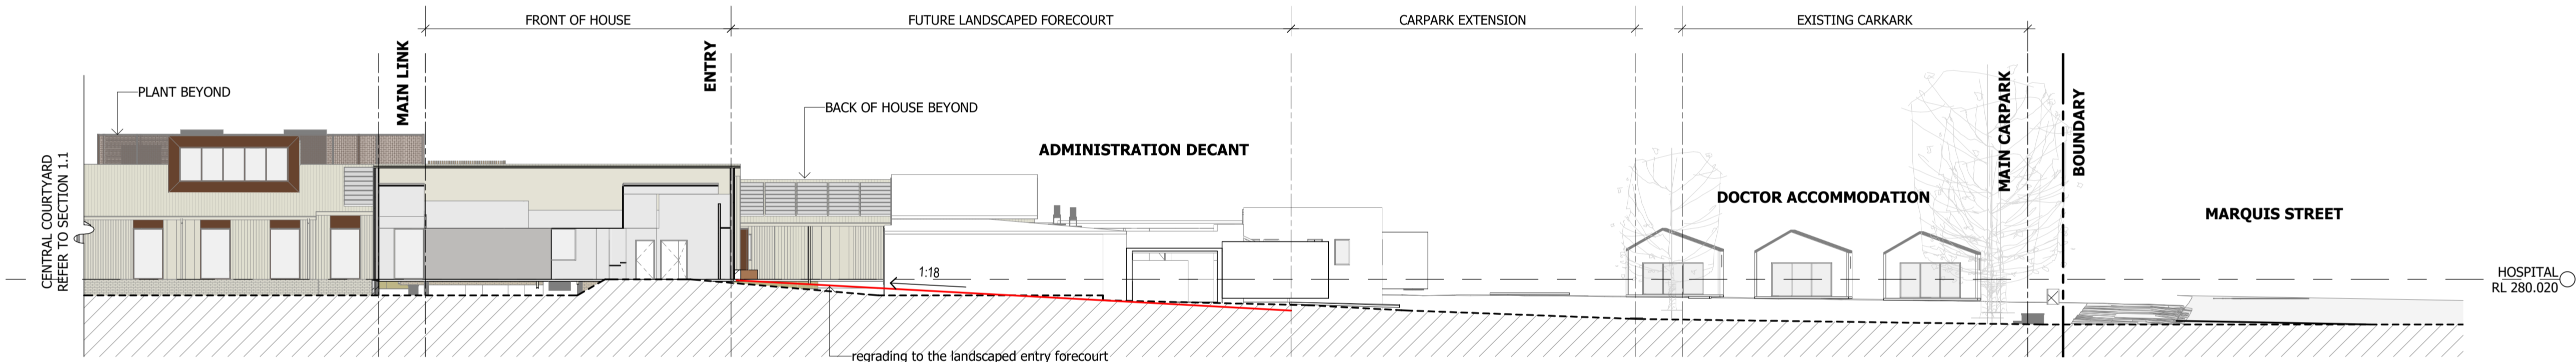 FRONT OF HOUSE
FUTURE LANDSCAPED FORECOURT
CARPARK EXTENSION
EXISTING CARKARK
MAIN LINK
ENTRY
PLANT BEYOND
BACK OF HOUSE BEYOND
ADMINISTRATION DECANT
DOCTOR ACCOMMODATION
MAIN CARPARK
BOUNDARY
MARQUIS STREET
CENTRAL COURTYARD
REFER TO SECTION 1.1
1:18
HOSPITAL
RL 280.020
regrading to the landscaped entry forecourt